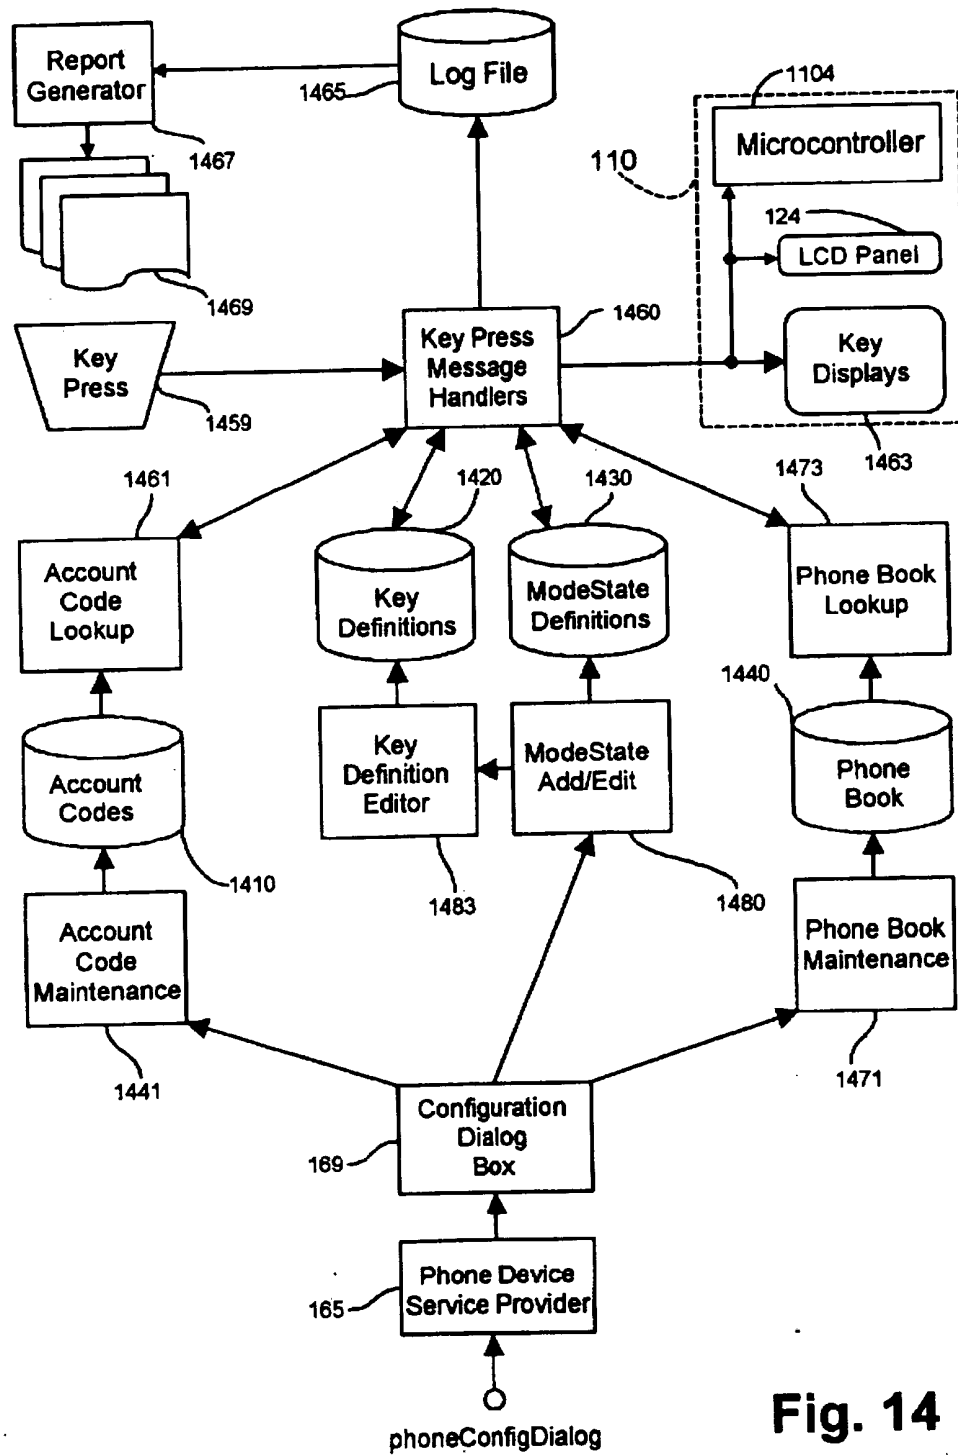 Report
Generator
1467
1469
1465
Log File
1104
Microcontroller
110
124
LCD Panel
Key
Displays
1463
Key
Press
1459
Key Press
Message
Handlers
1460
1461
1420
1430
1473
Account
Code
Lookup
Key
Definitions
ModeState
Definitions
Phone Book
Lookup
1440
Account
Codes
1410
Key
Definition
Editor
1483
ModeState
Add/Edit
1480
Phone
Book
Account
Code
Maintenance
1441
Phone Book
Maintenance
1471
Configuration
Dialog
Box
169
Phone Device
Service Provider
165
phoneConfigDialog
Fig. 14